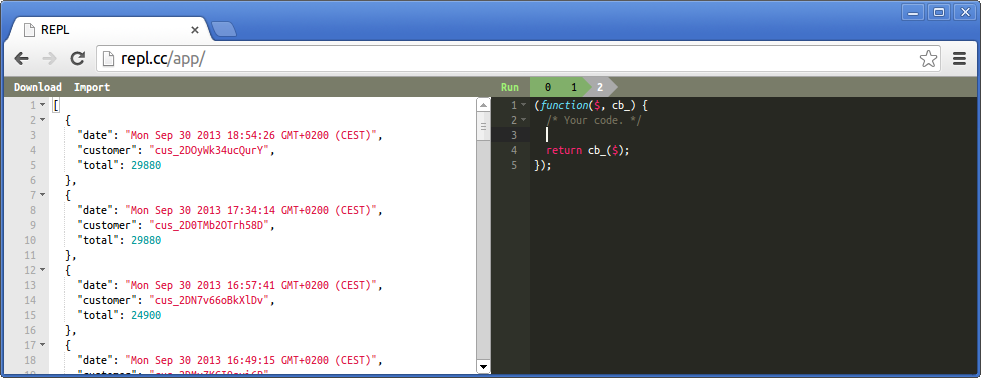 REPL
repl.cc/app/
Download Import
Run 0 1 2
1 [
2 {
3 "date": "Mon Sep 30 2013 18:54:26 GMT+0200 (CEST)",
4 "customer": "cus_2DOyWk34ucQurY",
5 "total": 29880
6 },
7 {
8 "date": "Mon Sep 30 2013 17:34:14 GMT+0200 (CEST)",
9 "customer": "cus_2D0TMb2OTrh58D",
10 "total": 29880
11 },
12 {
13 "date": "Mon Sep 30 2013 16:57:41 GMT+0200 (CEST)",
14 "customer": "cus_2DN7v66oBkXlDv",
15 "total": 24900
16 },
17 {
18 "date": "Mon Sep 30 2013 16:49:15 GMT+0200 (CEST)",
1 (function($, cb_) {
2 /* Your code. */
3
4 return cb_($);
5 });